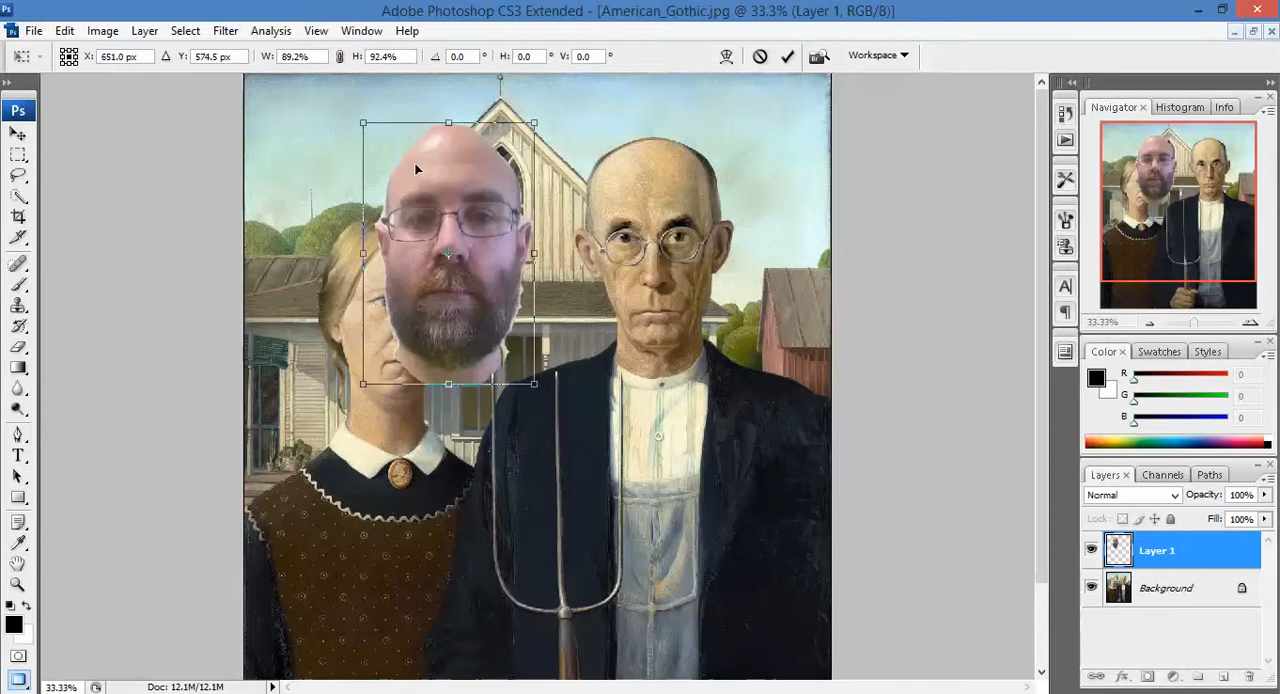 Ps Adobe Photoshop CS3 Extended - [American_Gothic.jpg @ 33.3% (Layer 1, RGB/8)]
File Edit Image Layer Select Filter Analysis View Window Help
X: 651.0 px Y: 574.5 px W: 89.2% H: 92.4% 0.0 ° H: 0.0 ° V: 0.0 ° Workspace
Ps
Navigator Histogram Info
33.33%
Color Swatches Styles
R 0
G 0
B 0
Layers Channels Paths
Normal Opacity: 100%
Lock: Fill: 100%
Layer 1
Background
T
A
33.33% Doc: 12.1M/12.1M